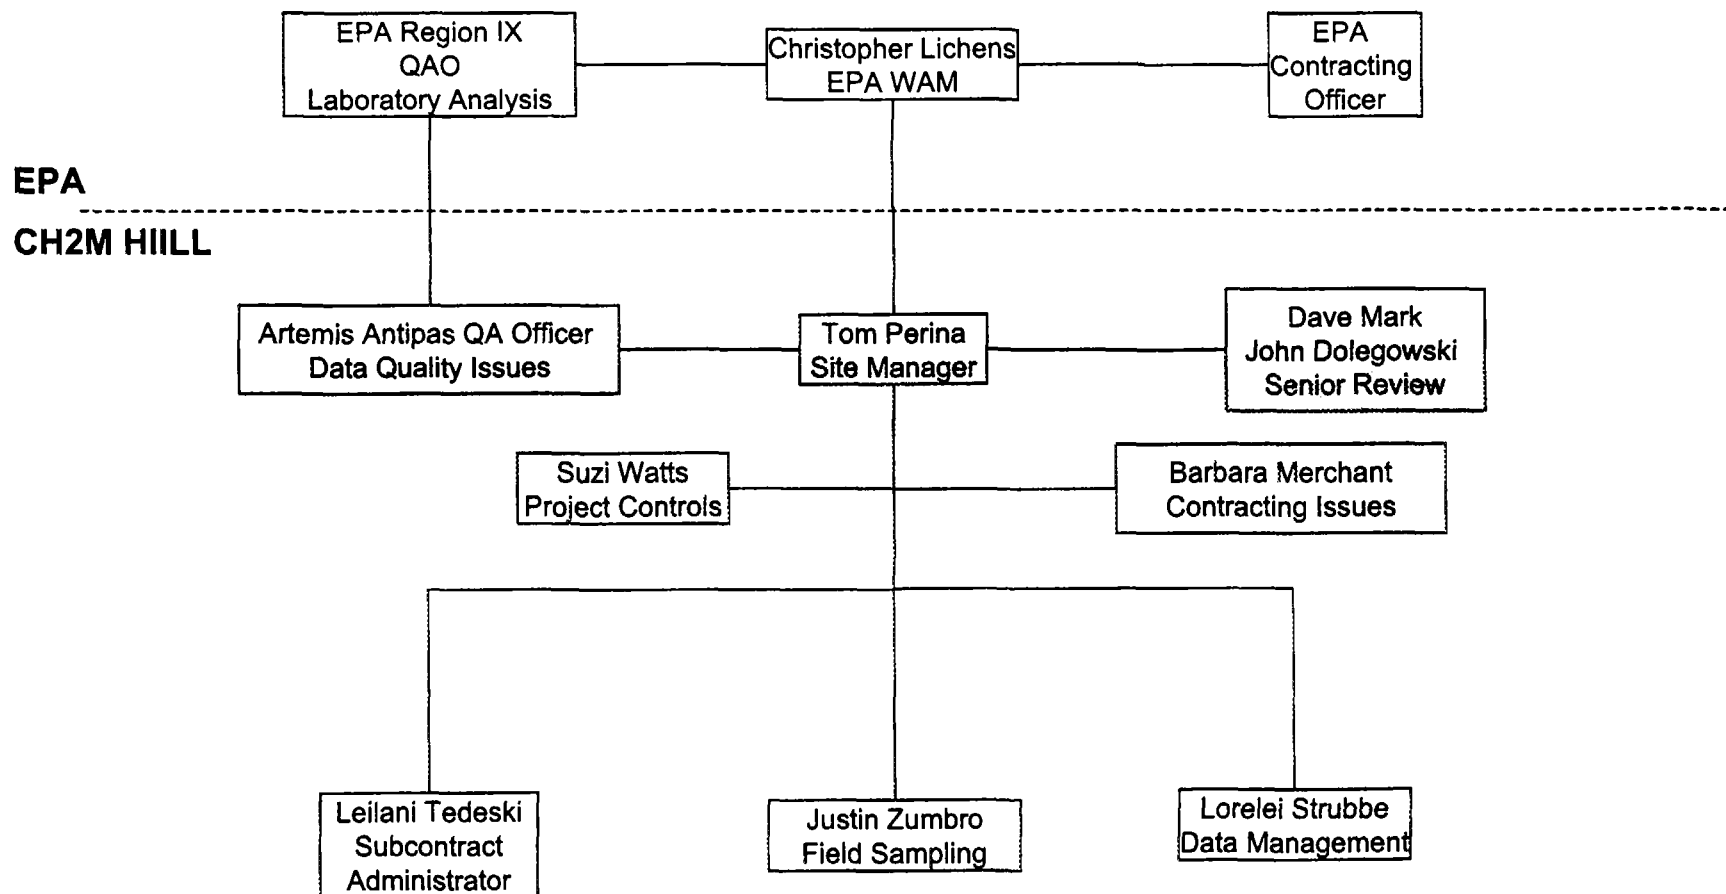 EPA Region IX
QAO
Laboratory Analysis
Christopher Lichens
EPA WAM
EPA
Contracting
Officer
EPA
CH2M HIILL
Artemis Antipas QA Officer
Data Quality Issues
Tom Perina
Site Manager
Dave Mark
John Dolegowski
Senior Review
Suzi Watts
Project Controls
Barbara Merchant
Contracting Issues
Leilani Tedeski
Subcontract
Administrator
Justin Zumbro
Field Sampling
Lorelei Strubbe
Data Management